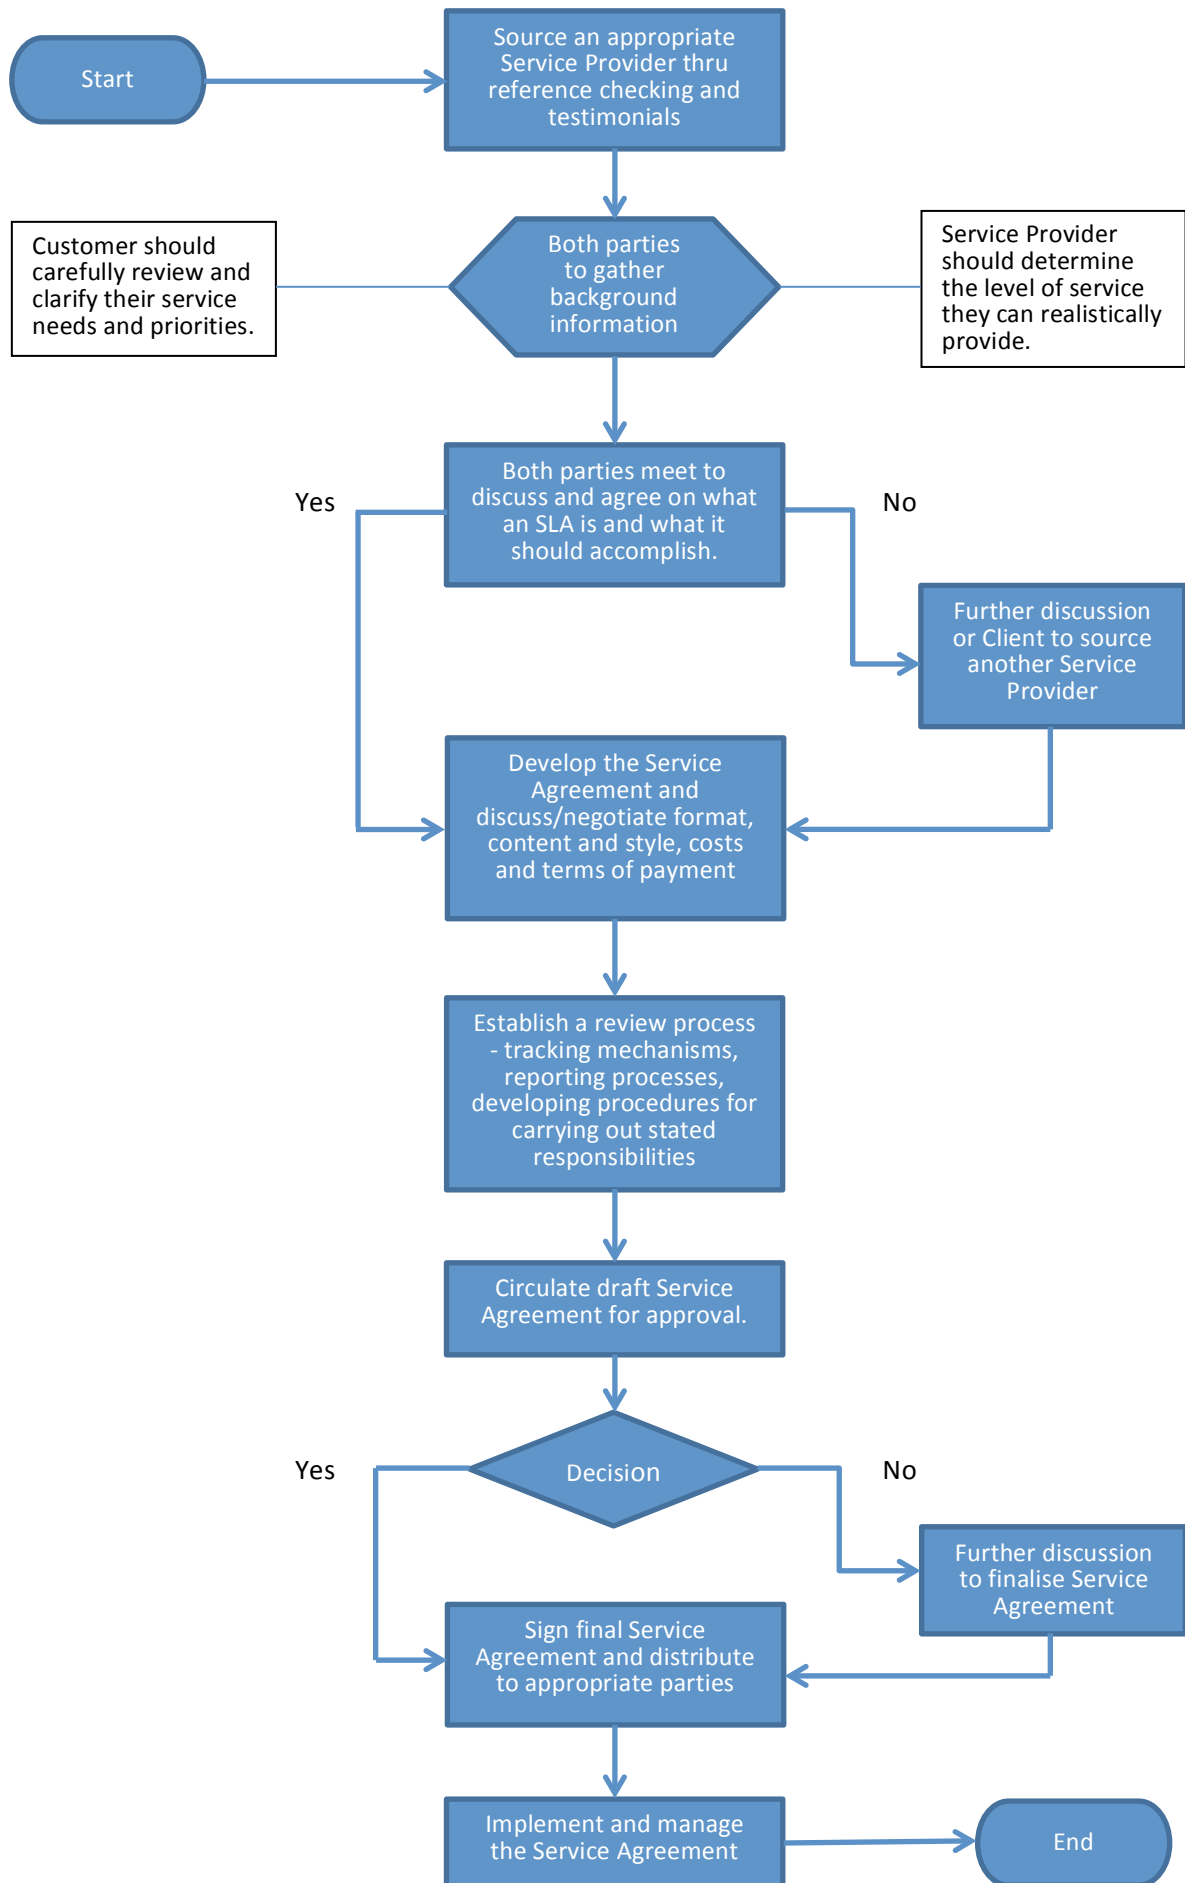 Start
Source an appropriate
Service Provider thru
reference checking and
testimonials
Customer should
carefully review and
clarify their service
needs and priorities.
Both parties
to gather
background
information
Service Provider
should determine
the level of service
they can realistically
provide.
Yes
Both parties meet to
discuss and agree on what
an SLA is and what it
should accomplish.
No
Further discussion
or Client to source
another Service
Provider
Develop the Service
Agreement and
discuss/negotiate format,
content and style, costs
and terms of payment
Establish a review process
- tracking mechanisms,
reporting processes,
developing procedures for
carrying out stated
responsibilities
Circulate draft Service
Agreement for approval.
Yes
Decision
No
Further discussion
to finalise Service
Agreement
Sign final Service
Agreement and distribute
to appropriate parties
Implement and manage
the Service Agreement
End